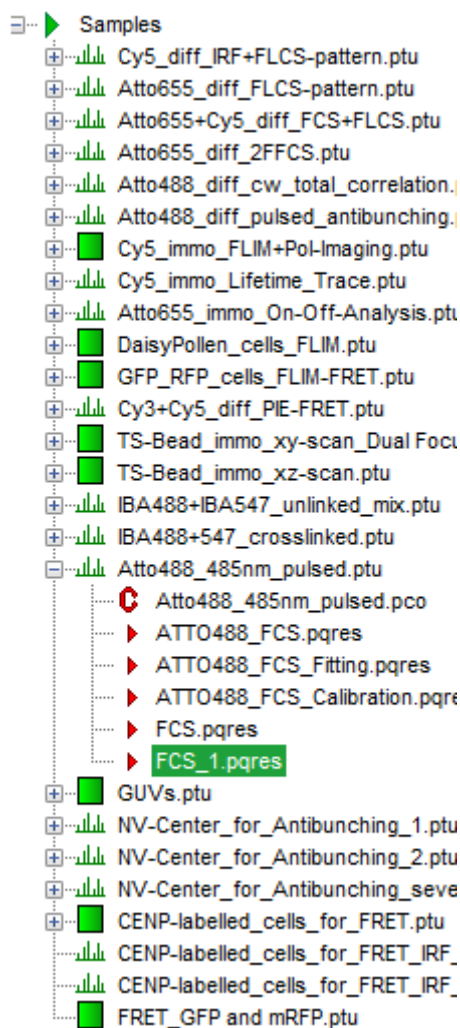 Samples
Cy5_diff_IRF+FLCS-pattern.ptu
Atto655_diff_FLCS-pattern.ptu
Atto655+Cy5_diff_FCS+FLCS.ptu
Atto655_diff_2FFCS.ptu
Atto488_diff_cw_total_correlation.
Atto488_diff_pulsed_antibunching.
Cy5_immo_FLIM+Pol-Imaging.ptu
Cy5_immo_Lifetime_Trace.ptu
Atto655_immo_On-Off-Analysis.ptu
DaisyPollen_cells_FLIM.ptu
GFP_RFP_cells_FLIM-FRET.ptu
Cy3+Cy5_diff_PIE-FRET.ptu
TS-Bead_immo_xy-scan_Dual Focu
TS-Bead_immo_xz-scan.ptu
IBA488+IBA547_unlinked_mix.ptu
IBA488+547_crosslinked.ptu
Atto488_485nm_pulsed.ptu
C Atto488_485nm_pulsed.pco
ATTO488_FCS.pqres
ATTO488_FCS_Fitting.pqres
ATTO488_FCS_Calibration.pqre
FCS.pqres
FCS_1.pqres
GUVs.ptu
NV-Center_for_Antibunching_1.ptu
NV-Center_for_Antibunching_2.ptu
NV-Center_for_Antibunching_seve
CENP-labelled_cells_for_FRET.ptu
CENP-labelled_cells_for_FRET_IRF_
CENP-labelled_cells_for_FRET_IRF_
FRET_GFP and mRFP.ptu